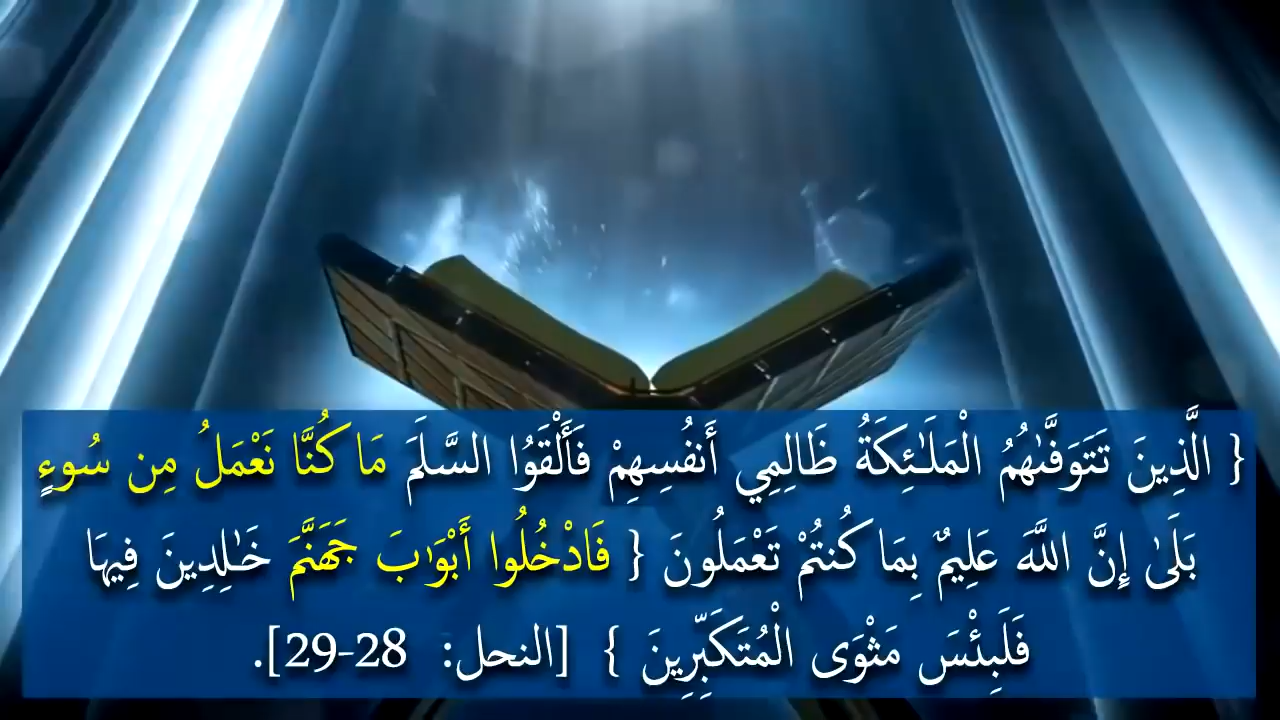 { الَّذِينَ تَتَوَفَّىٰهُمُ الْمَلَـٰئِكَةُ ظَالِمِي أَنفُسِهِمْ فَأَلْقَوُا السَّلَمَ مَا كُنَّا نَعْمَلُ مِن سُوءٍ
بَلَىٰ إِنَّ اللَّهَ عَلِيمٌ بِمَا كُنتُمْ تَعْمَلُونَ { فَادْخُلُوا أَبْوَٰبَ جَهَنَّمَ خَـٰلِدِينَ فِيهَا
فَلَبِئْسَ مَثْوَى الْمُتَكَبِّرِينَ } [النحل: 28-29].